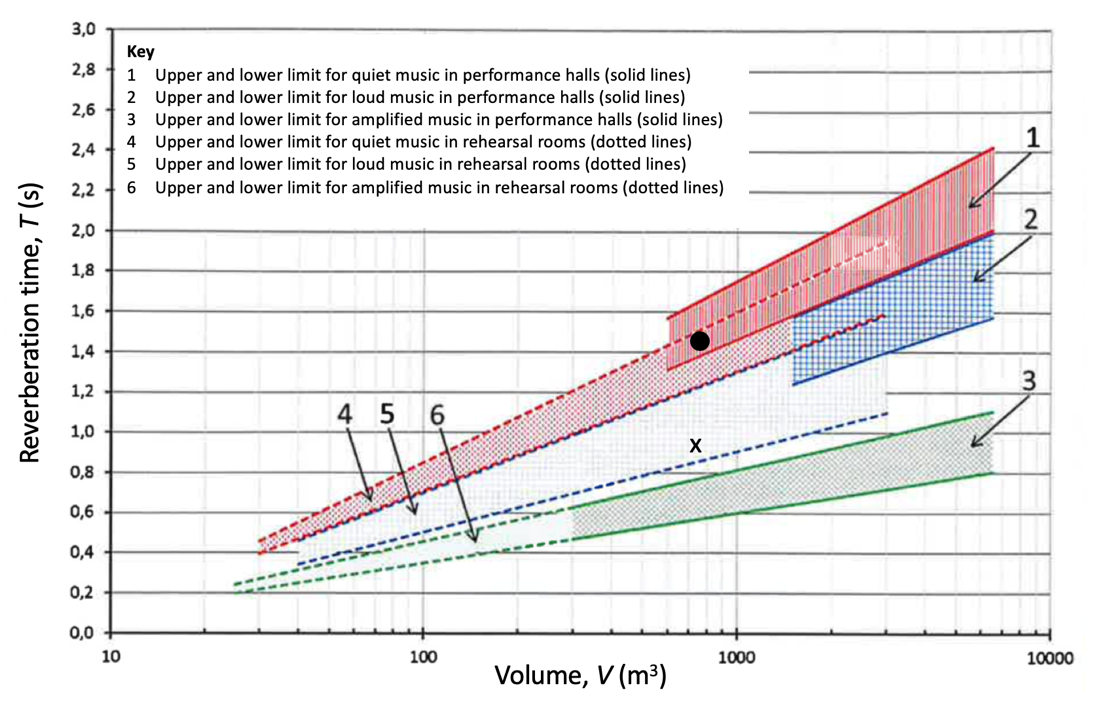 3,0
Key
2,8
1 Upper and lower limit for quiet music in performance halls (solid lines)
2 Upper and lower limit for loud music in performance halls (solid lines)
2,6
3 Upper and lower limit for amplified music in performance halls (solid lines)
4 Upper and lower limit for quiet music in rehearsal rooms (dotted lines)
2,4
5 Upper and lower limit for loud music in rehearsal rooms (dotted lines)
6 Upper and lower limit for amplified music in rehearsal rooms (dotted lines)
2,2
2,0
1,8
1,6
1,4
1,2
1,0
0,8
0,6
0,4
0,2
0,0
Reverberation time, T (s)
1
2
3
4 5 6
X
10 100 1000 10000
Volume, V (m³)